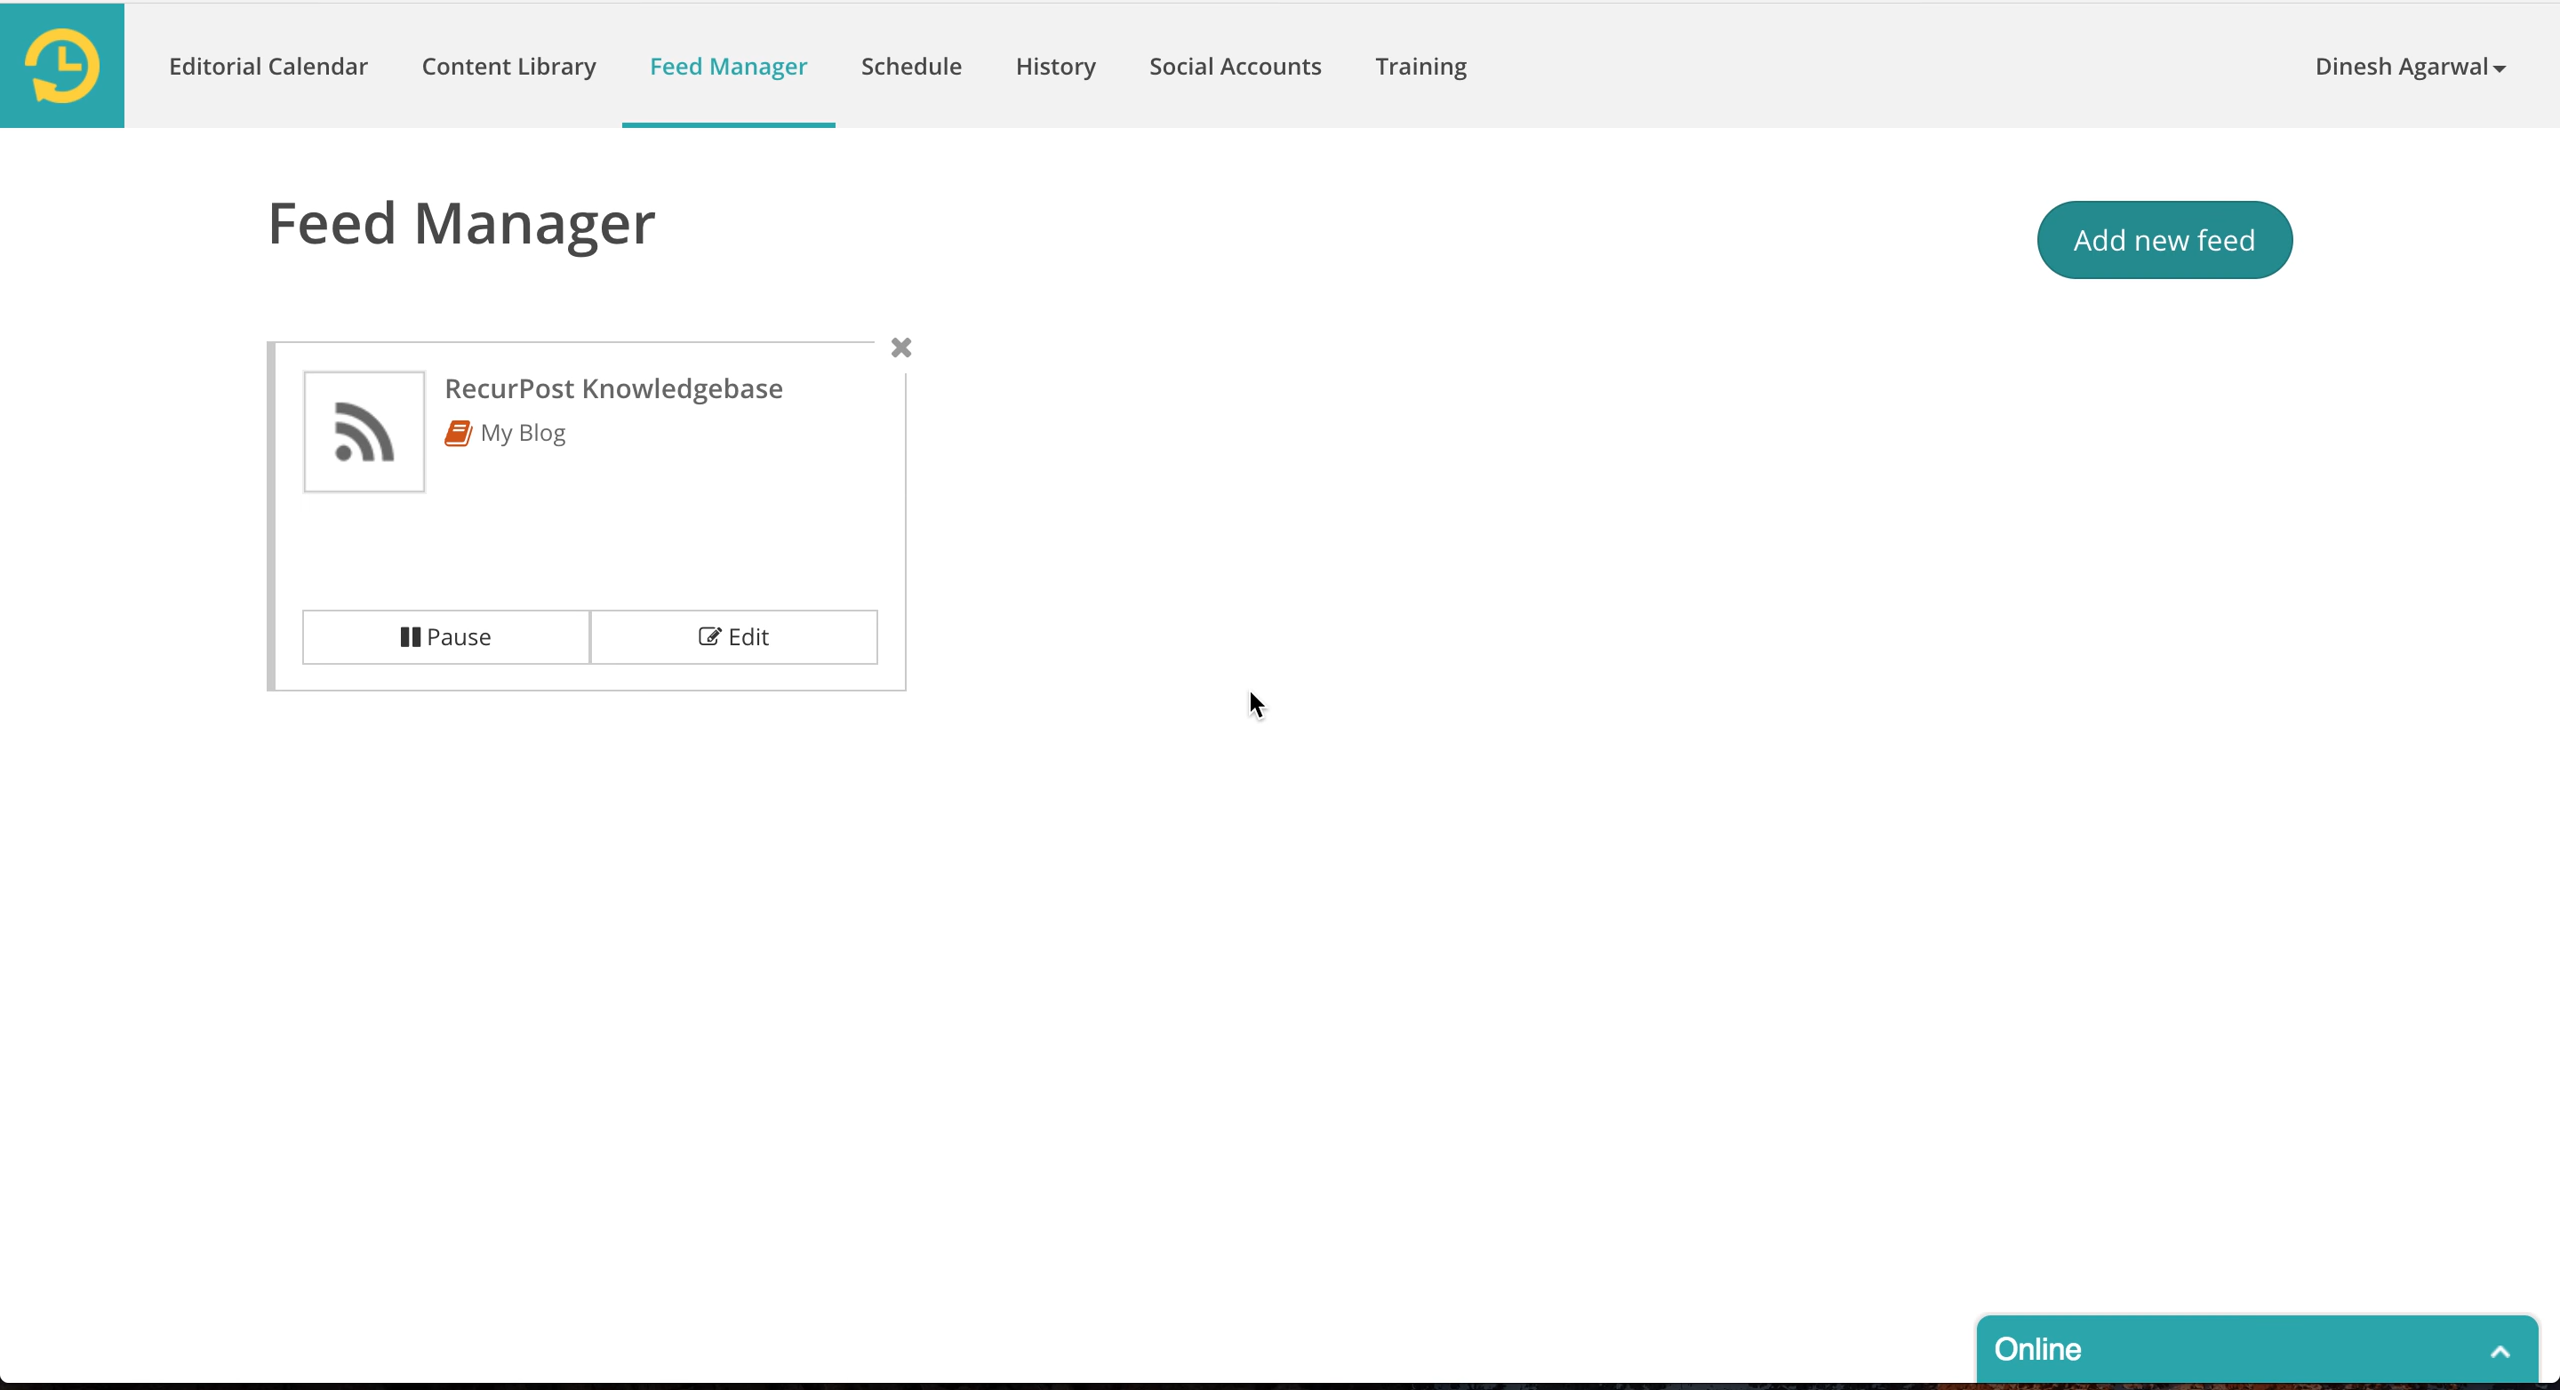 Editorial Calendar Content Library Feed Manager Schedule History Social Accounts Training Dinesh Agarwal
Feed Manager
Add new feed
RecurPost Knowledgebase
My Blog
Pause Edit
Online